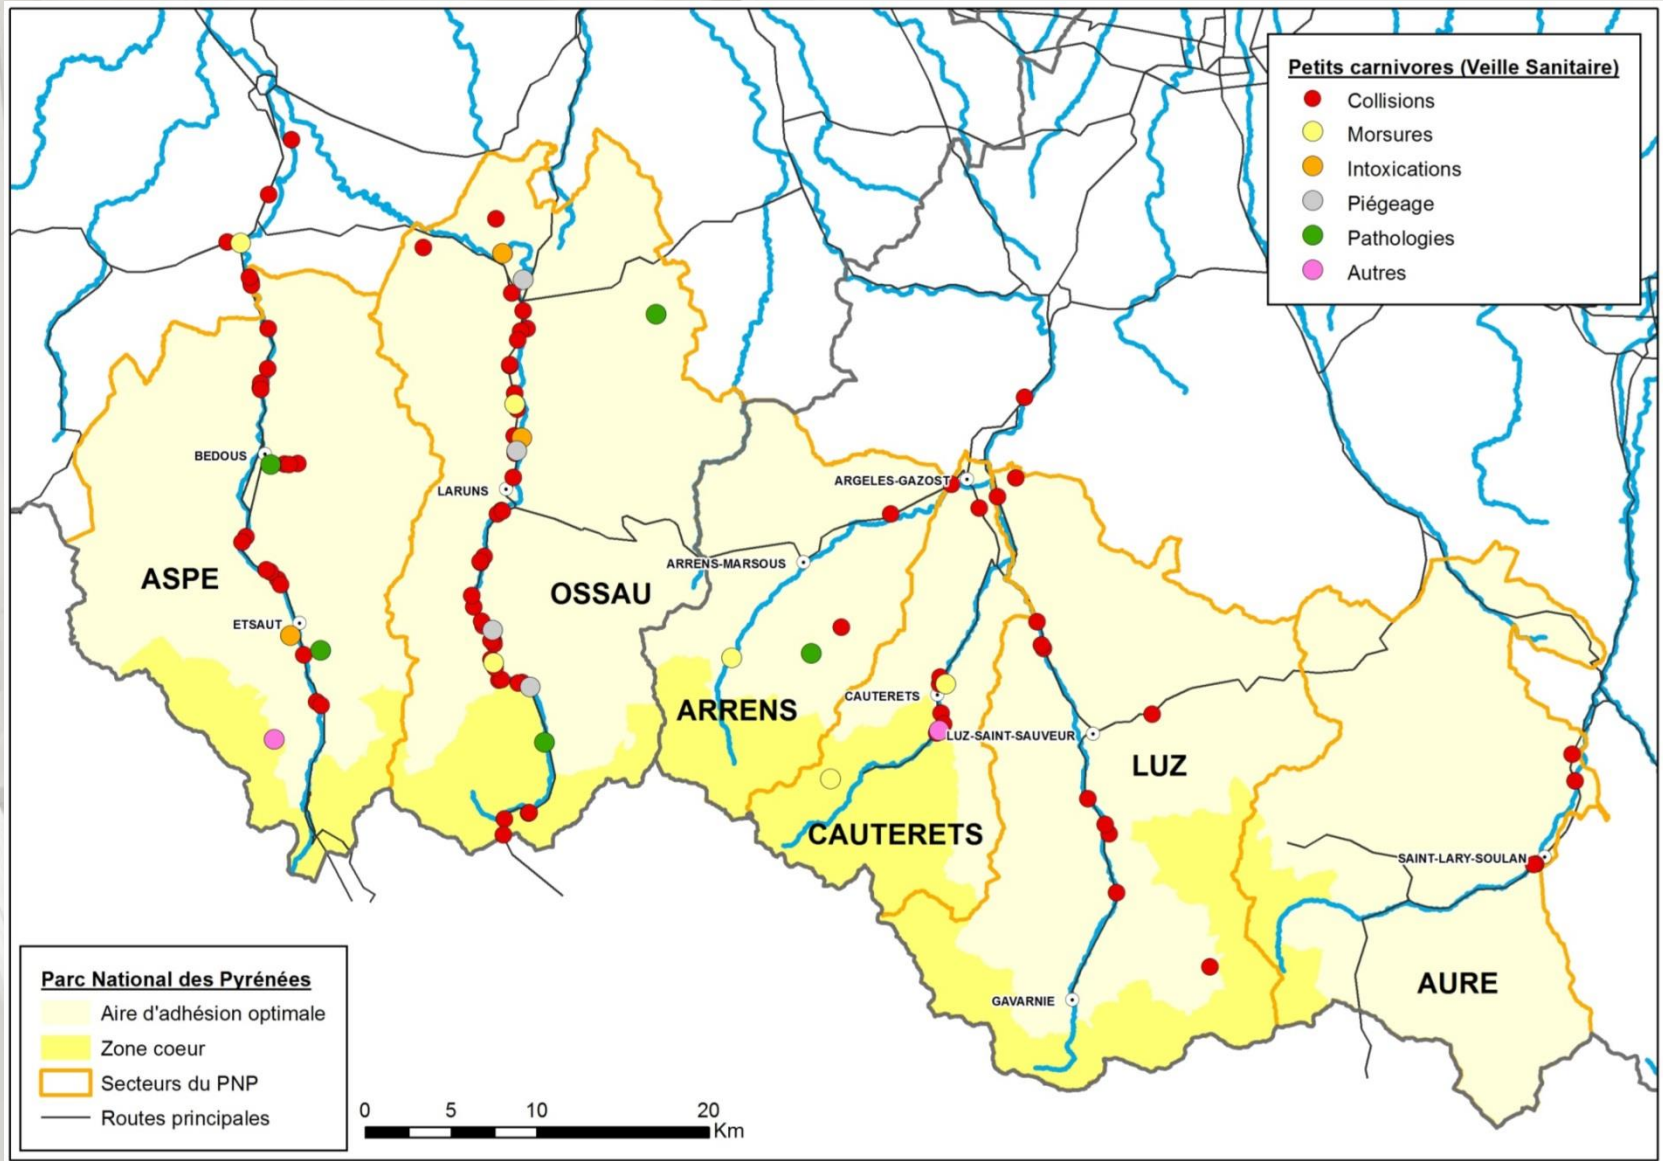 Petits carnivores (Veille Sanitaire)
Collisions
Morsures
Intoxications
Piégeage
Pathologies
Autres
BEDOUS
LARUNS
ARGELES-GAZOST
ARRENS-MARSOUS
ASPE
OSSAU
ETSAUT
CAUTERETS
ARRENS
LUZ-SAINT-SAUVEUR
LUZ
CAUTERETS
SAINT-LARY-SOULAN
AURE
GAVARNIE
Parc National des Pyrénées
Aire d'adhésion optimale
Zone coeur
Secteurs du PNP
Routes principales
0 5 10 20
Km